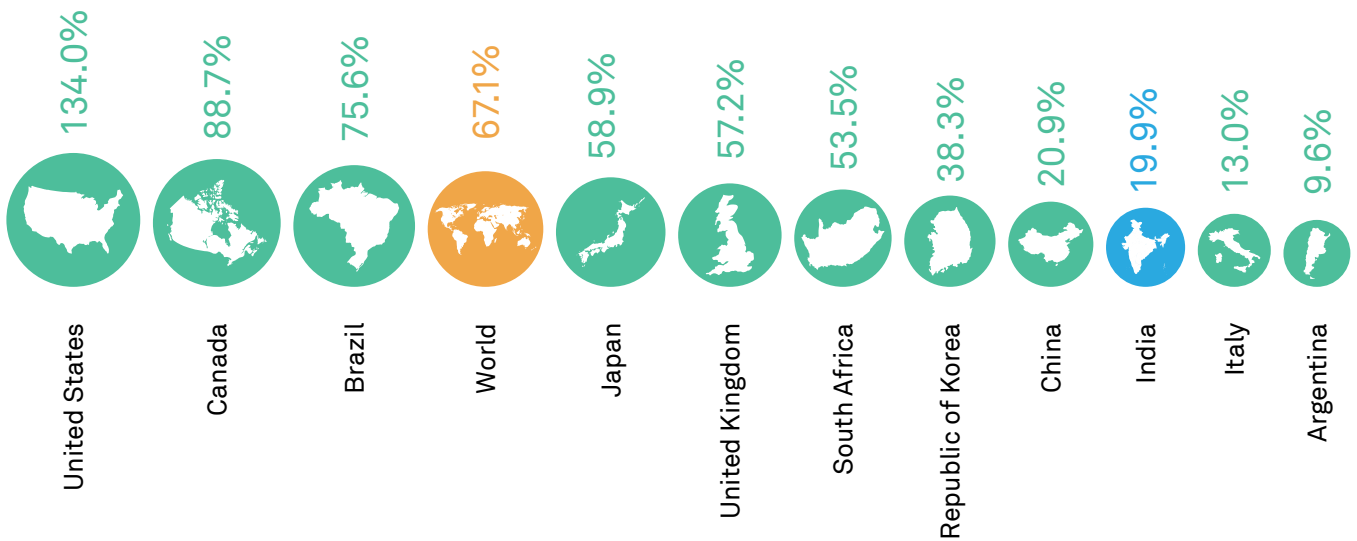 134.0%
88.7%
75.6%
67.1%
58.9%
57.2%
53.5%
38.3%
20.9%
19.9%
13.0%
9.6%
United States
Canada
Brazil
World
Japan
United Kingdom
South Africa
Republic of Korea
China
India
Italy
Argentina